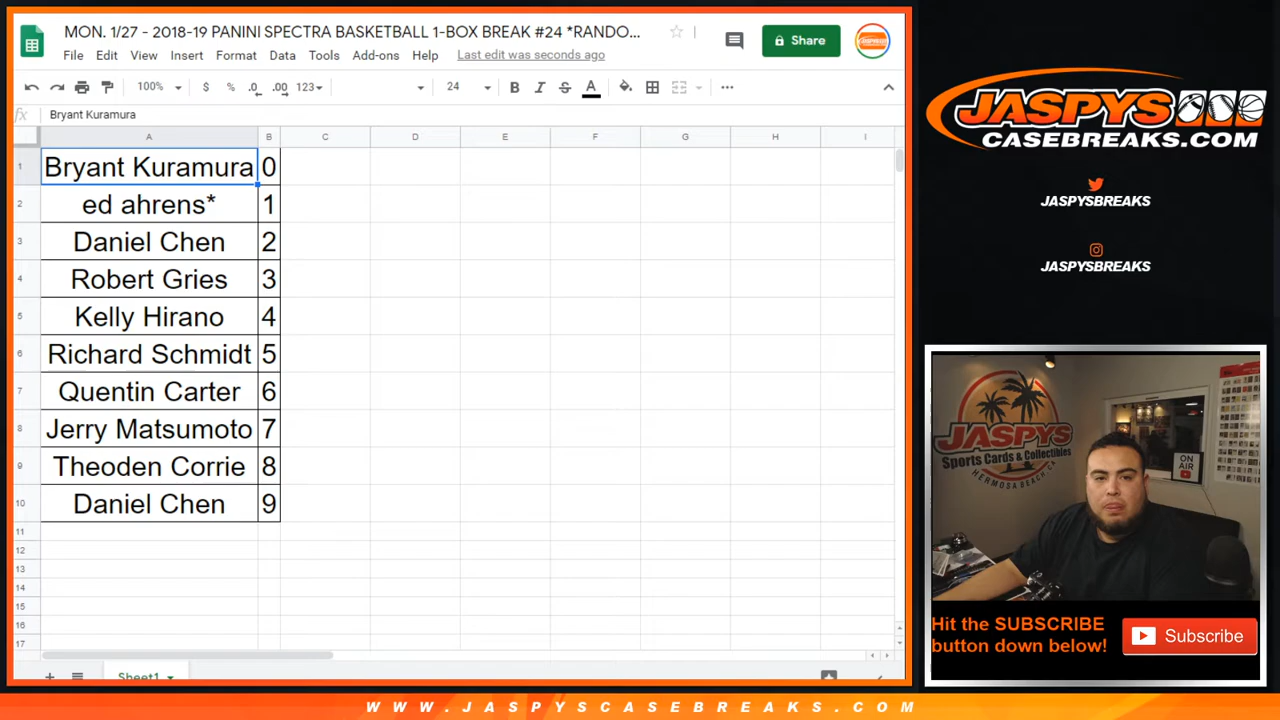 MON. 1/27 - 2018-19 PANINI SPECTRA BASKETBALL 1-BOX BREAK #24 *RANDO...
Share
File Edit View Insert Format Data Tools Add-ons Help Last edit was seconds ago
100% $ % .0 .00 123 24 B I S A
fx Bryant Kuramura
A B C D E F G H I
1 Bryant Kuramura 0
2 ed ahrens* 1
3 Daniel Chen 2
4 Robert Gries 3
5 Kelly Hirano 4
6 Richard Schmidt 5
7 Quentin Carter 6
8 Jerry Matsumoto 7
9 Theoden Corrie 8
10 Daniel Chen 9
11
12
13
14
15
16
17
Sheet1
JASPYS
CASEBREAKS.COM
JASPYSBREAKS
JASPYSBREAKS
JASPYS
Sports Cards & Collectibles
HERMOSA BEACH, CA
ON
AIR
Hit the SUBSCRIBE
button down below!
Subscribe
WWW.JASPYSCASEBREAKS.COM